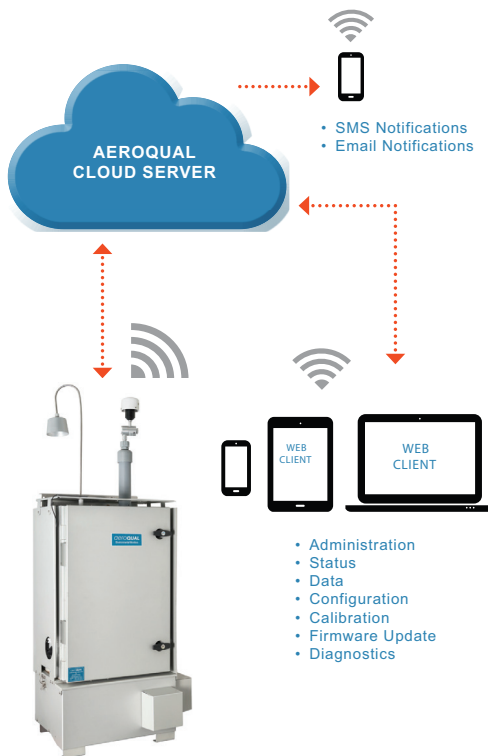 AEROQUAL
CLOUD SERVER
• SMS Notifications
• Email Notifications
WEB
CLIENT
WEB
CLIENT
AEROQUAL
• Administration
• Status
• Data
• Configuration
• Calibration
• Firmware Update
• Diagnostics